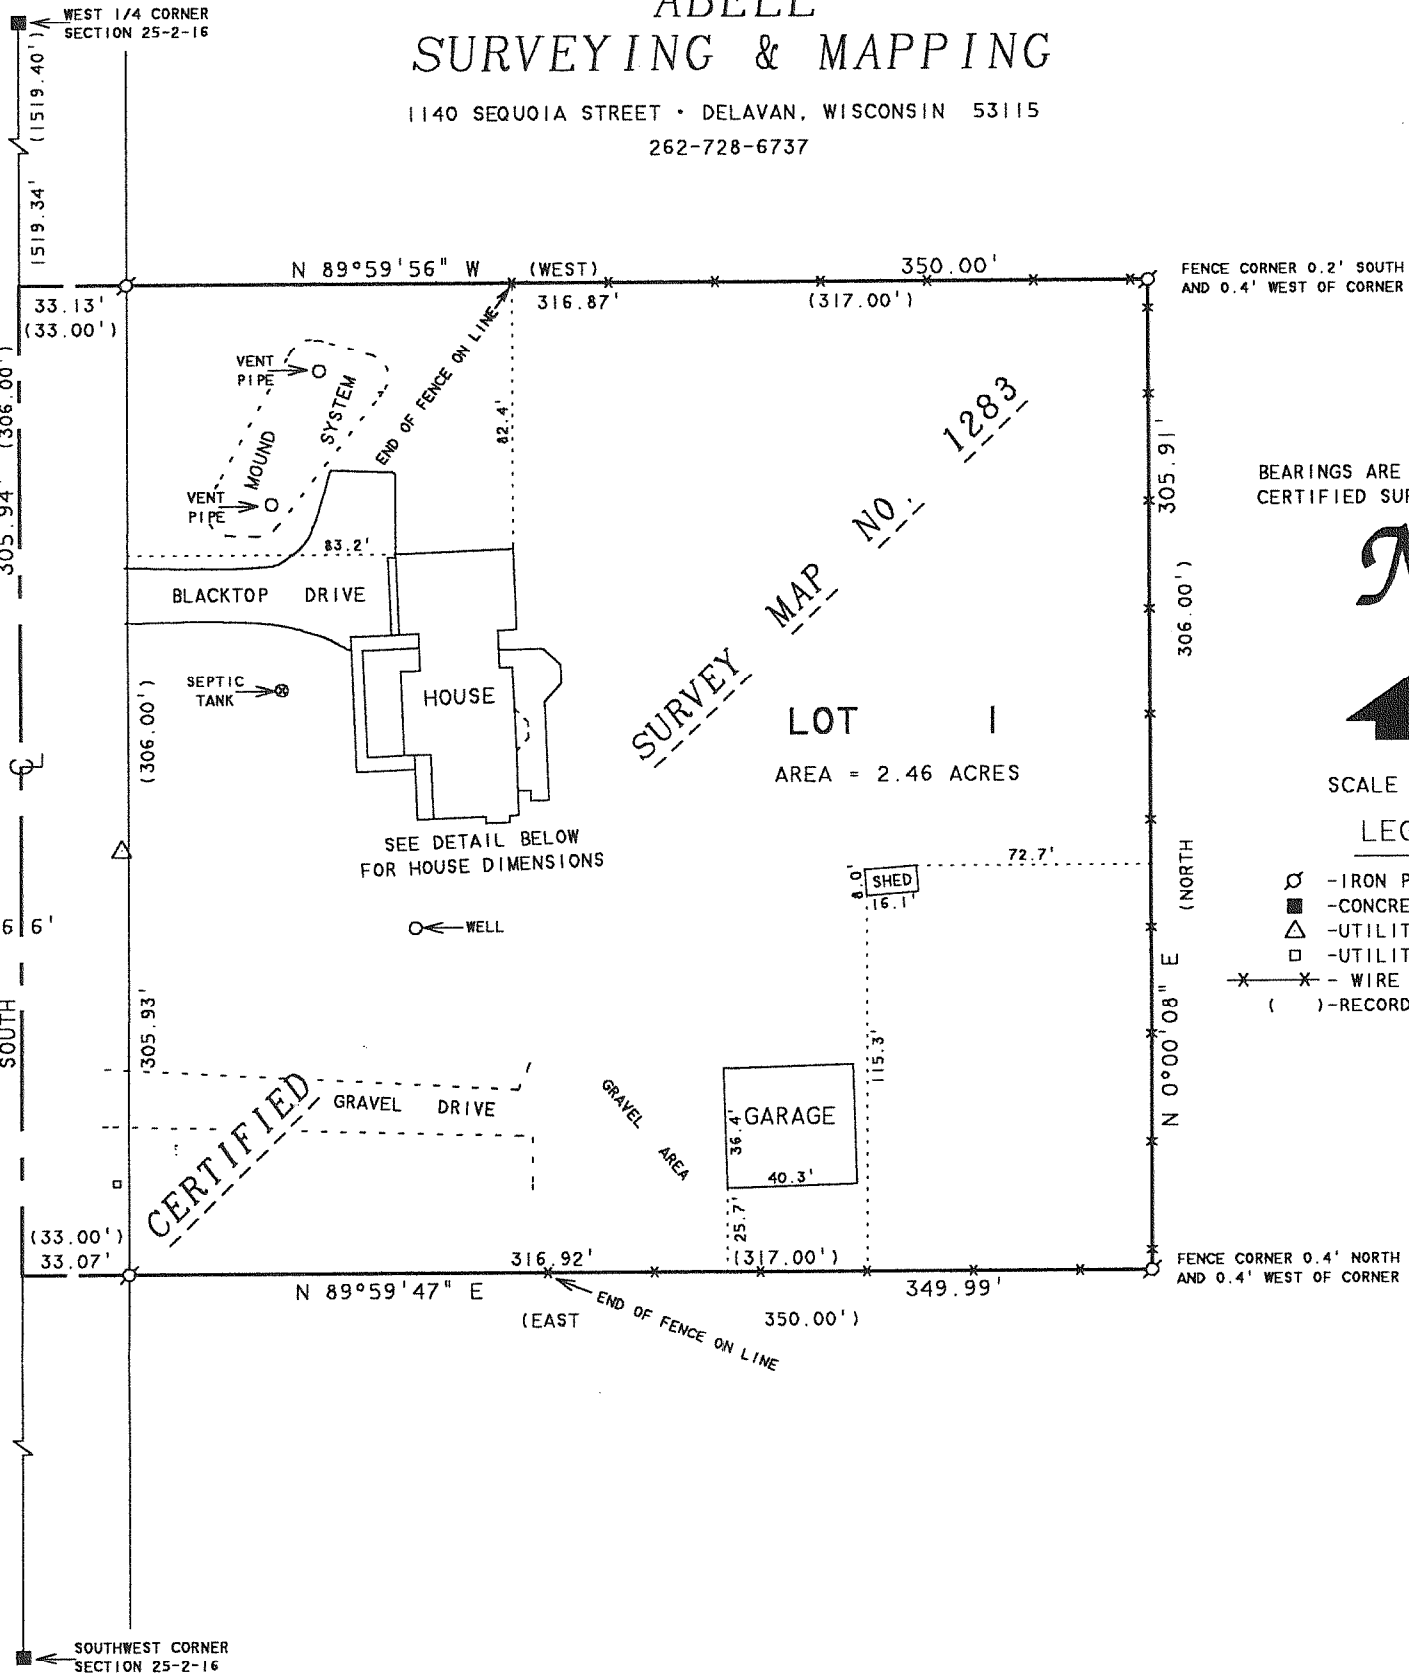 ABELL
SURVEYING & MAPPING
1140 SEQUOIA STREET • DELAVAN, WISCONSIN 53115
262-728-6737
WEST 1/4 CORNER
SECTION 25-2-16
(1519.40')
1519.34'
N 89°59'56" W (WEST) 350.00'
33.13' 316.87' (317.00')
(33.00')
FENCE CORNER 0.2' SOUTH
AND 0.4' WEST OF CORNER
(306.00')
305.94'
VENT
PIPE
MOUND SYSTEM
END OF FENCE ON LINE
82.4'
VENT
PIPE
83.2'
BLACKTOP DRIVE
CERTIFIED SURVEY MAP NO. 1283
305.91'
306.00')
BEARINGS ARE
CERTIFIED
N
SEPTIC
TANK
HOUSE
(306.00')
LOT 1
AREA = 2.46 ACRES
SCALE
SEE DETAIL BELOW
FOR HOUSE DIMENSIONS
CL
72.7'
8.0'
SHED
16.1'
(NORTH
-IRON
-
-
-
- WIRE
( )-RECORD
66'
WELL
SOUTH
305.93'
115.3'
N 0°00'08" E
GRAVEL DRIVE
GRAVEL AREA
GARAGE
36.4'
40.3'
25.7'
(33.00')
33.07'
316.92' (317.00')
N 89°59'47" E 349.99'
(EAST 350.00')
END OF FENCE ON LINE
FENCE CORNER 0.4' NORTH
AND 0.4' WEST OF CORNER
SOUTHWEST CORNER
SECTION 25-2-16